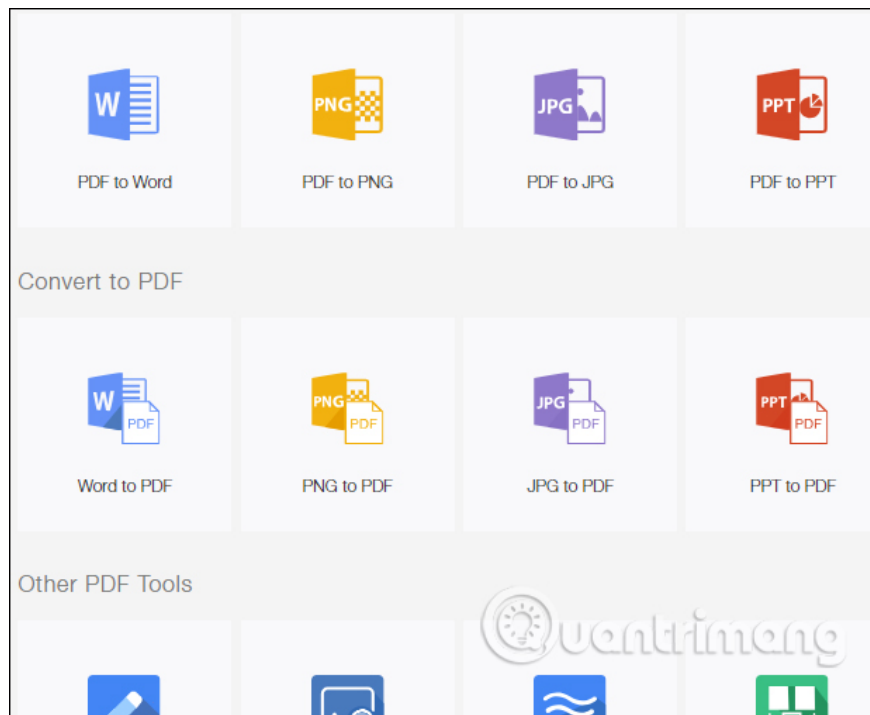 W PNG JPG PPT
PDF to Word PDF to PNG PDF to JPG PDF to PPT
Convert to PDF
W PNG JPG PPT
PDF PDF PDF PDF
Word to PDF PNG to PDF JPG to PDF PPT to PDF
Other PDF Tools
Quantrimang